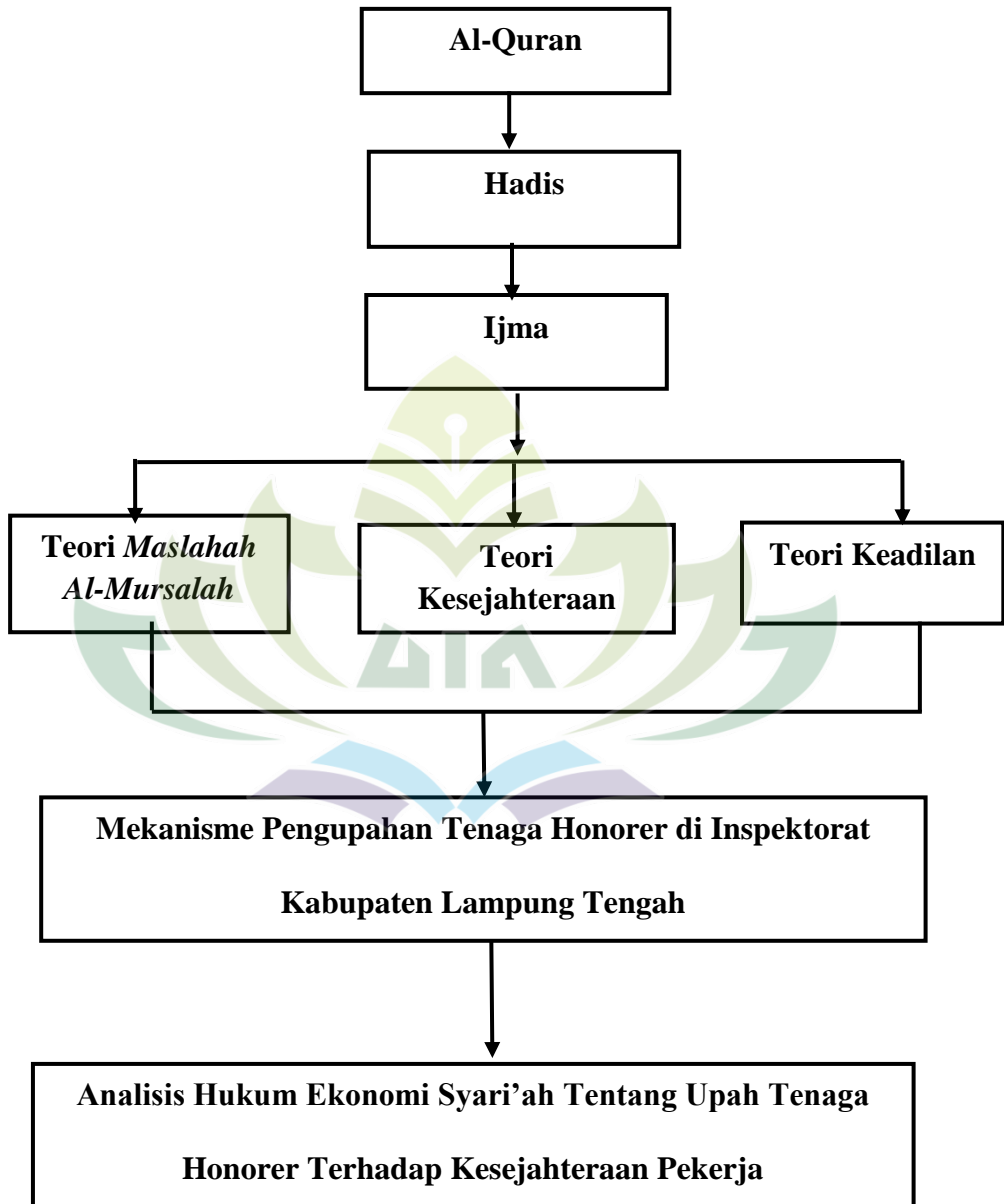 Al-Quran
Hadis
Ijma
Teori Maslahah
Al-Mursalah
Teori
Kesejahteraan
Teori Keadilan
Mekanisme Pengupahan Tenaga Honorer di Inspektorat
Kabupaten Lampung Tengah
Analisis Hukum Ekonomi Syari’ah Tentang Upah Tenaga
Honorer Terhadap Kesejahteraan Pekerja